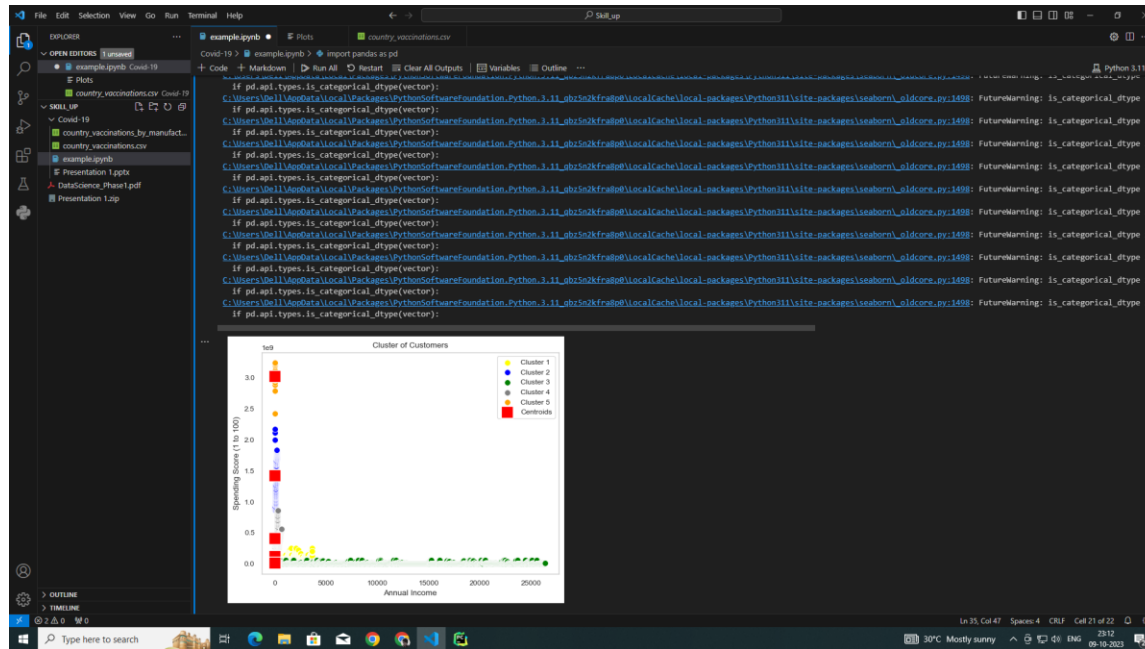 File Edit Selection View Go Run Terminal Help
Skill_up
EXPLORER
example.ipynb
Plots
country_vaccinations.csv
OPEN EDITORS 1 unsaved
Covid-19 > example.ipynb > import pandas as pd
example.ipynb Covid-19
+ Code + Markdown Run All Restart Clear All Outputs Variables Outline ...
Python 3.11
Plots
country_vaccinations.csv Covid-19
SKILL_UP
Covid-19
country_vaccinations_by_manufact...
country_vaccinations.csv
example.ipynb
Presentation 1.pptx
DataScience_Phase1.pdf
Presentation 1.zip
if pd.api.types.is_categorical_dtype(vector):
C:\Users\Dell\AppData\Local\Packages\PythonSoftwareFoundation.Python.3.11_qbz5n2kfra8p0\LocalCache\local-packages\Python311\site-packages\seaborn\_oldcore.py:1498: FutureWarning: is_categorical_dtype
if pd.api.types.is_categorical_dtype(vector):
C:\Users\Dell\AppData\Local\Packages\PythonSoftwareFoundation.Python.3.11_qbz5n2kfra8p0\LocalCache\local-packages\Python311\site-packages\seaborn\_oldcore.py:1498: FutureWarning: is_categorical_dtype
if pd.api.types.is_categorical_dtype(vector):
C:\Users\Dell\AppData\Local\Packages\PythonSoftwareFoundation.Python.3.11_qbz5n2kfra8p0\LocalCache\local-packages\Python311\site-packages\seaborn\_oldcore.py:1498: FutureWarning: is_categorical_dtype
if pd.api.types.is_categorical_dtype(vector):
C:\Users\Dell\AppData\Local\Packages\PythonSoftwareFoundation.Python.3.11_qbz5n2kfra8p0\LocalCache\local-packages\Python311\site-packages\seaborn\_oldcore.py:1498: FutureWarning: is_categorical_dtype
if pd.api.types.is_categorical_dtype(vector):
C:\Users\Dell\AppData\Local\Packages\PythonSoftwareFoundation.Python.3.11_qbz5n2kfra8p0\LocalCache\local-packages\Python311\site-packages\seaborn\_oldcore.py:1498: FutureWarning: is_categorical_dtype
if pd.api.types.is_categorical_dtype(vector):
C:\Users\Dell\AppData\Local\Packages\PythonSoftwareFoundation.Python.3.11_qbz5n2kfra8p0\LocalCache\local-packages\Python311\site-packages\seaborn\_oldcore.py:1498: FutureWarning: is_categorical_dtype
if pd.api.types.is_categorical_dtype(vector):
C:\Users\Dell\AppData\Local\Packages\PythonSoftwareFoundation.Python.3.11_qbz5n2kfra8p0\LocalCache\local-packages\Python311\site-packages\seaborn\_oldcore.py:1498: FutureWarning: is_categorical_dtype
if pd.api.types.is_categorical_dtype(vector):
C:\Users\Dell\AppData\Local\Packages\PythonSoftwareFoundation.Python.3.11_qbz5n2kfra8p0\LocalCache\local-packages\Python311\site-packages\seaborn\_oldcore.py:1498: FutureWarning: is_categorical_dtype
if pd.api.types.is_categorical_dtype(vector):
C:\Users\Dell\AppData\Local\Packages\PythonSoftwareFoundation.Python.3.11_qbz5n2kfra8p0\LocalCache\local-packages\Python311\site-packages\seaborn\_oldcore.py:1498: FutureWarning: is_categorical_dtype
if pd.api.types.is_categorical_dtype(vector):
C:\Users\Dell\AppData\Local\Packages\PythonSoftwareFoundation.Python.3.11_qbz5n2kfra8p0\LocalCache\local-packages\Python311\site-packages\seaborn\_oldcore.py:1498: FutureWarning: is_categorical_dtype
if pd.api.types.is_categorical_dtype(vector):
1e9
Cluster of Customers
Cluster 1
Cluster 2
Cluster 3
Cluster 4
Cluster 5
Centroids
Spending Score (1 to 100)
3.0
2.5
2.0
1.5
1.0
0.5
0.0
0 5000 10000 15000 20000 25000
Annual Income
OUTLINE
TIMELINE
2 0 0
Ln 35, Col 47 Spaces: 4 CRLF Cell 21 of 22
Type here to search
30°C Mostly sunny ENG
23:12
09-10-2023